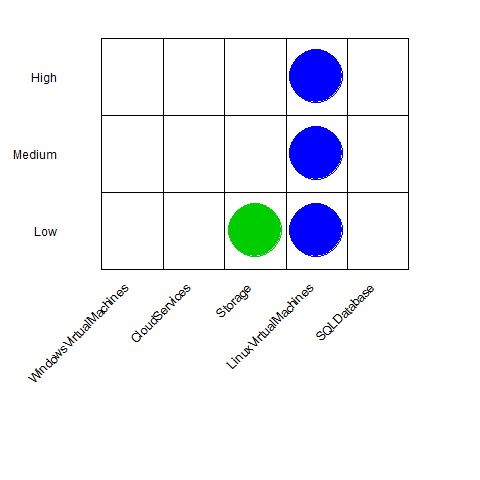 High
Medium
Low
WindowsVirtualMachines
CloudServices
Storage
LinuxVirtualMachines
SQLDatabase